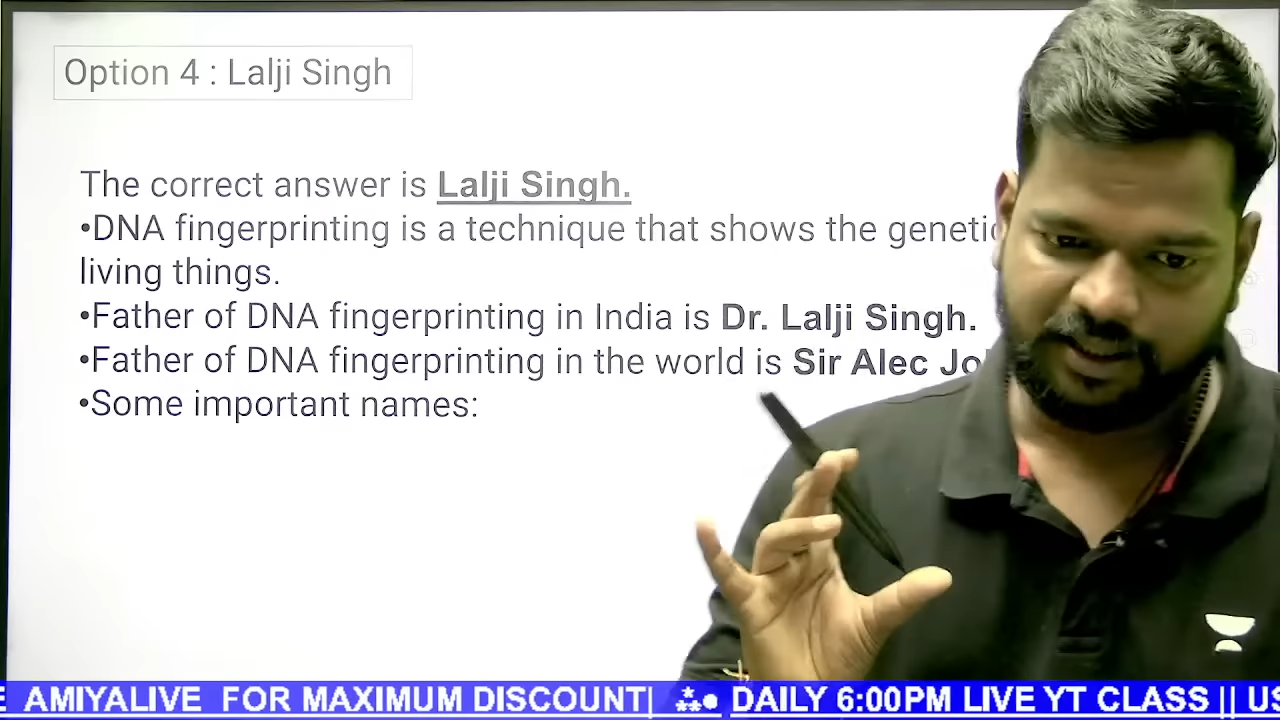 Option 4 : Lalji Singh
The correct answer is Lalji Singh.
•DNA fingerprinting is a technique that shows the genetic
living things.
•Father of DNA fingerprinting in India is Dr. Lalji Singh.
•Father of DNA fingerprinting in the world is Sir Alec
•Some important names:
AMIYALIVE FOR MAXIMUM DISCOUNT| DAILY 6:00PM LIVE YT CLASS ||